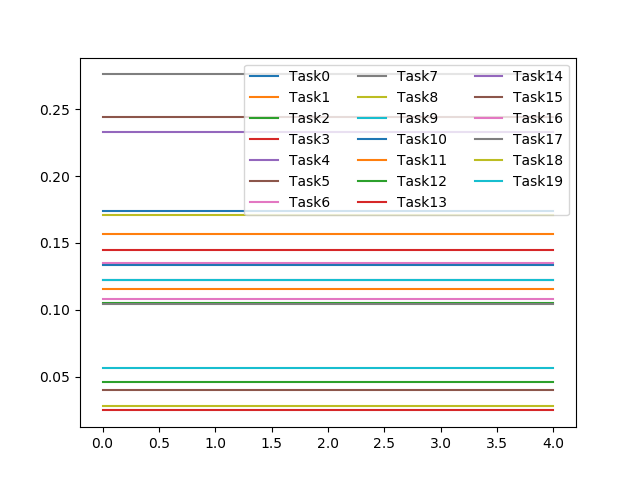 0.25
0.20
0.15
0.10
0.05
0.0 0.5 1.0 1.5 2.0 2.5 3.0 3.5 4.0
Task0 Task7 Task14
Task1 Task8 Task15
Task2 Task9 Task16
Task3 Task10 Task17
Task4 Task11 Task18
Task5 Task12 Task19
Task6 Task13